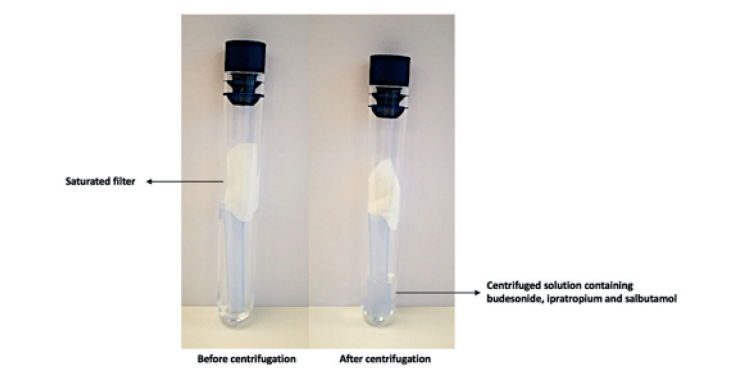 Saturated filter
Centrifuged solution containing
budesonide, ipratropium and salbutamol
Before centrifugation
After centrifugation